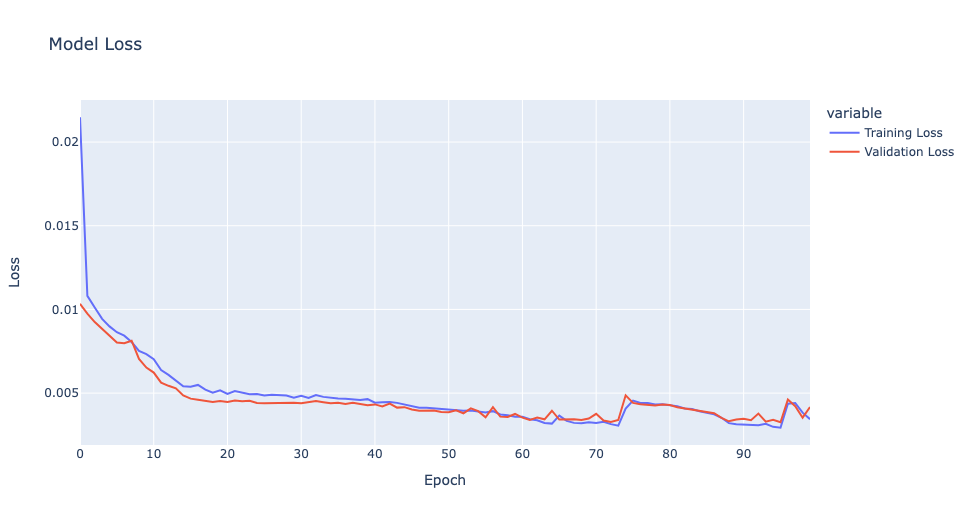 Model Loss
variable
Training Loss
Validation Loss
0.02
0.015
0.01
0.005
Loss
0 10 20 30 40 50 60 70 80 90
Epoch